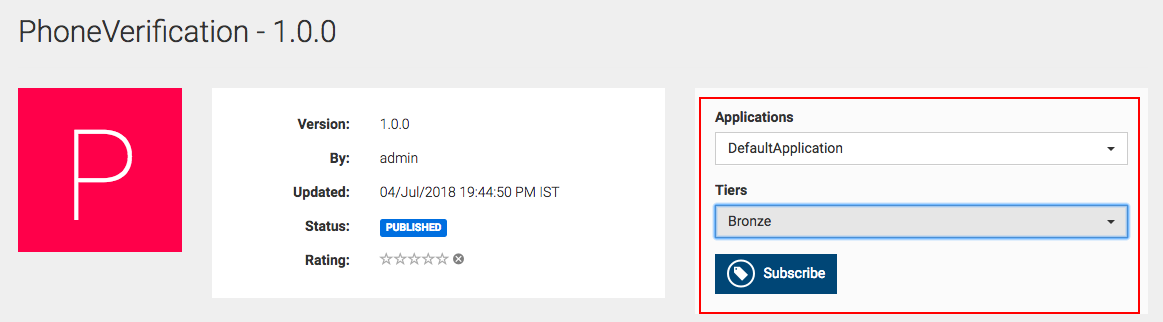 PhoneVerification - 1.0.0
P
Version: 1.0.0
By: admin
Updated: 04/Jul/2018 19:44:50 PM IST
Status: PUBLISHED
Rating:
Applications
DefaultApplication
Tiers
Bronze
Subscribe